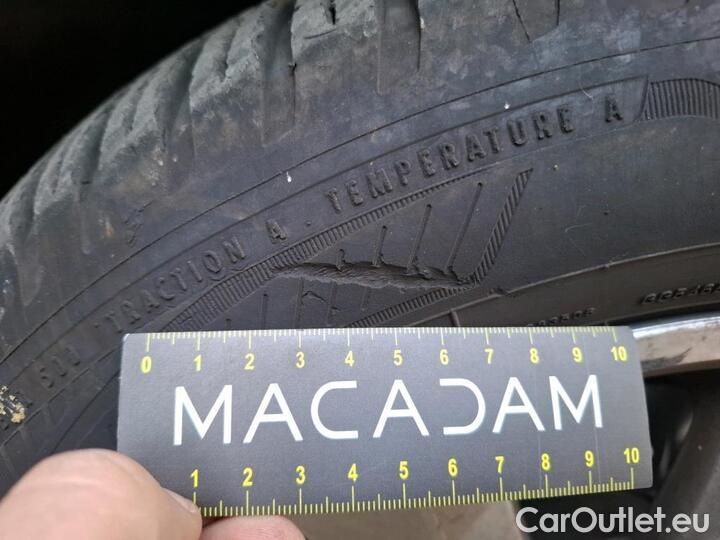 TEMPERATURE A
500 TRACTION A
0 1 2 3 4 5 6 7 8 9 10
MACADAM
1 2 3 4 5 6 7 8 9 10
CarOutlet.eu